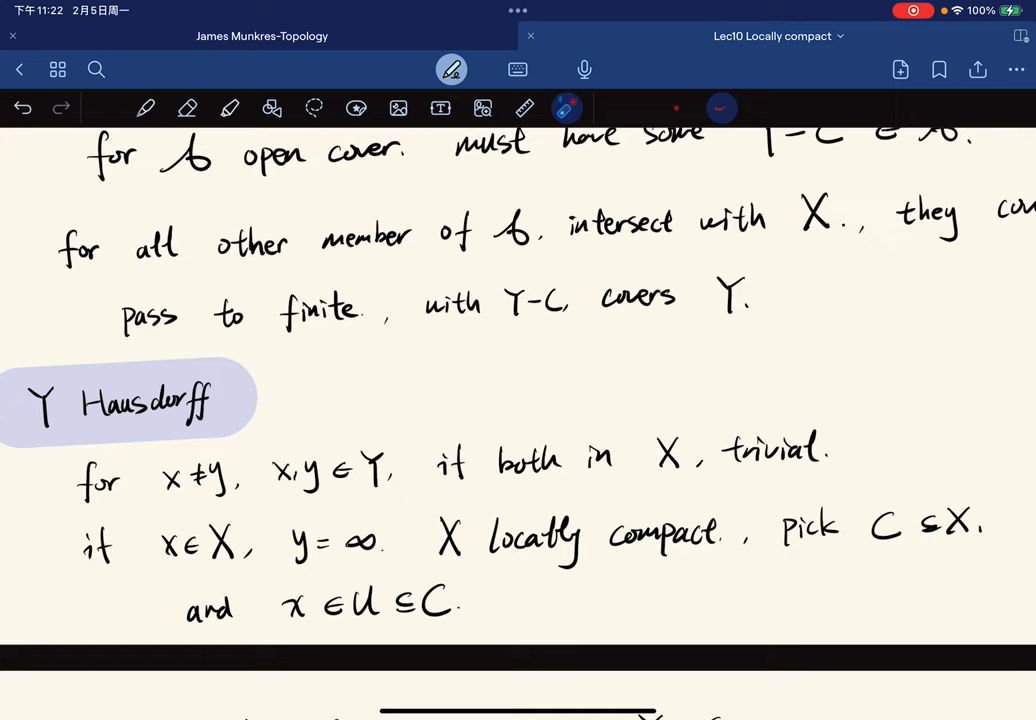 下午11:22 2月5日周一
100%
James Munkres-Topology
Lec10 Locally compact
for 𝒜 open cover. must have some Y-C ∈ 𝒜.
for all other member of 𝒜, intersect with X., they
pass to finite, with Y-C, covers Y.
Y Hausdorff
for x≠y, x,y ∈ Y, if both in X, trivial.
if x∈X, y=∞. X locally compact, pick C ⊆ X,
and x ∈ U ⊆ C.